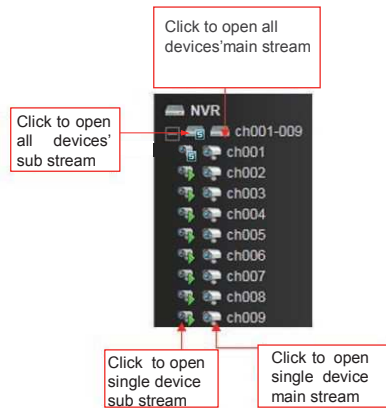 Click to open all
devices'main stream
Click to open
all devices'
sub stream
NVR
ch001-009
ch001
ch002
ch003
ch004
ch005
ch006
ch007
ch008
ch009
Click to open
single device
sub stream
Click to open
single device
main stream